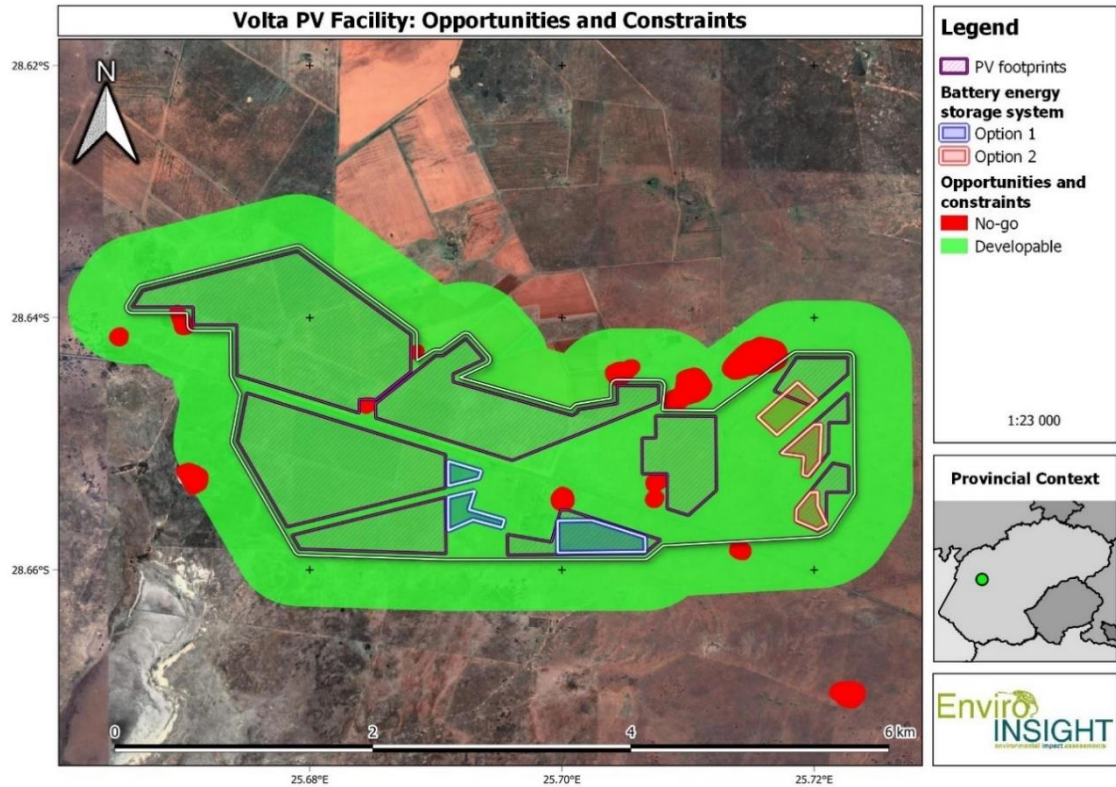 Volta PV Facility: Opportunities and Constraints
28.62°S
N
28.64°S
28.66°S
0 2 4 6 km
25.68°E 25.70°E 25.72°E
Legend
PV footprints
Battery energy
storage system
Option 1
Option 2
Opportunities and
constraints
No-go
Developable
1:23 000
Provincial Context
Enviro
INSIGHT
environmental impact assessments